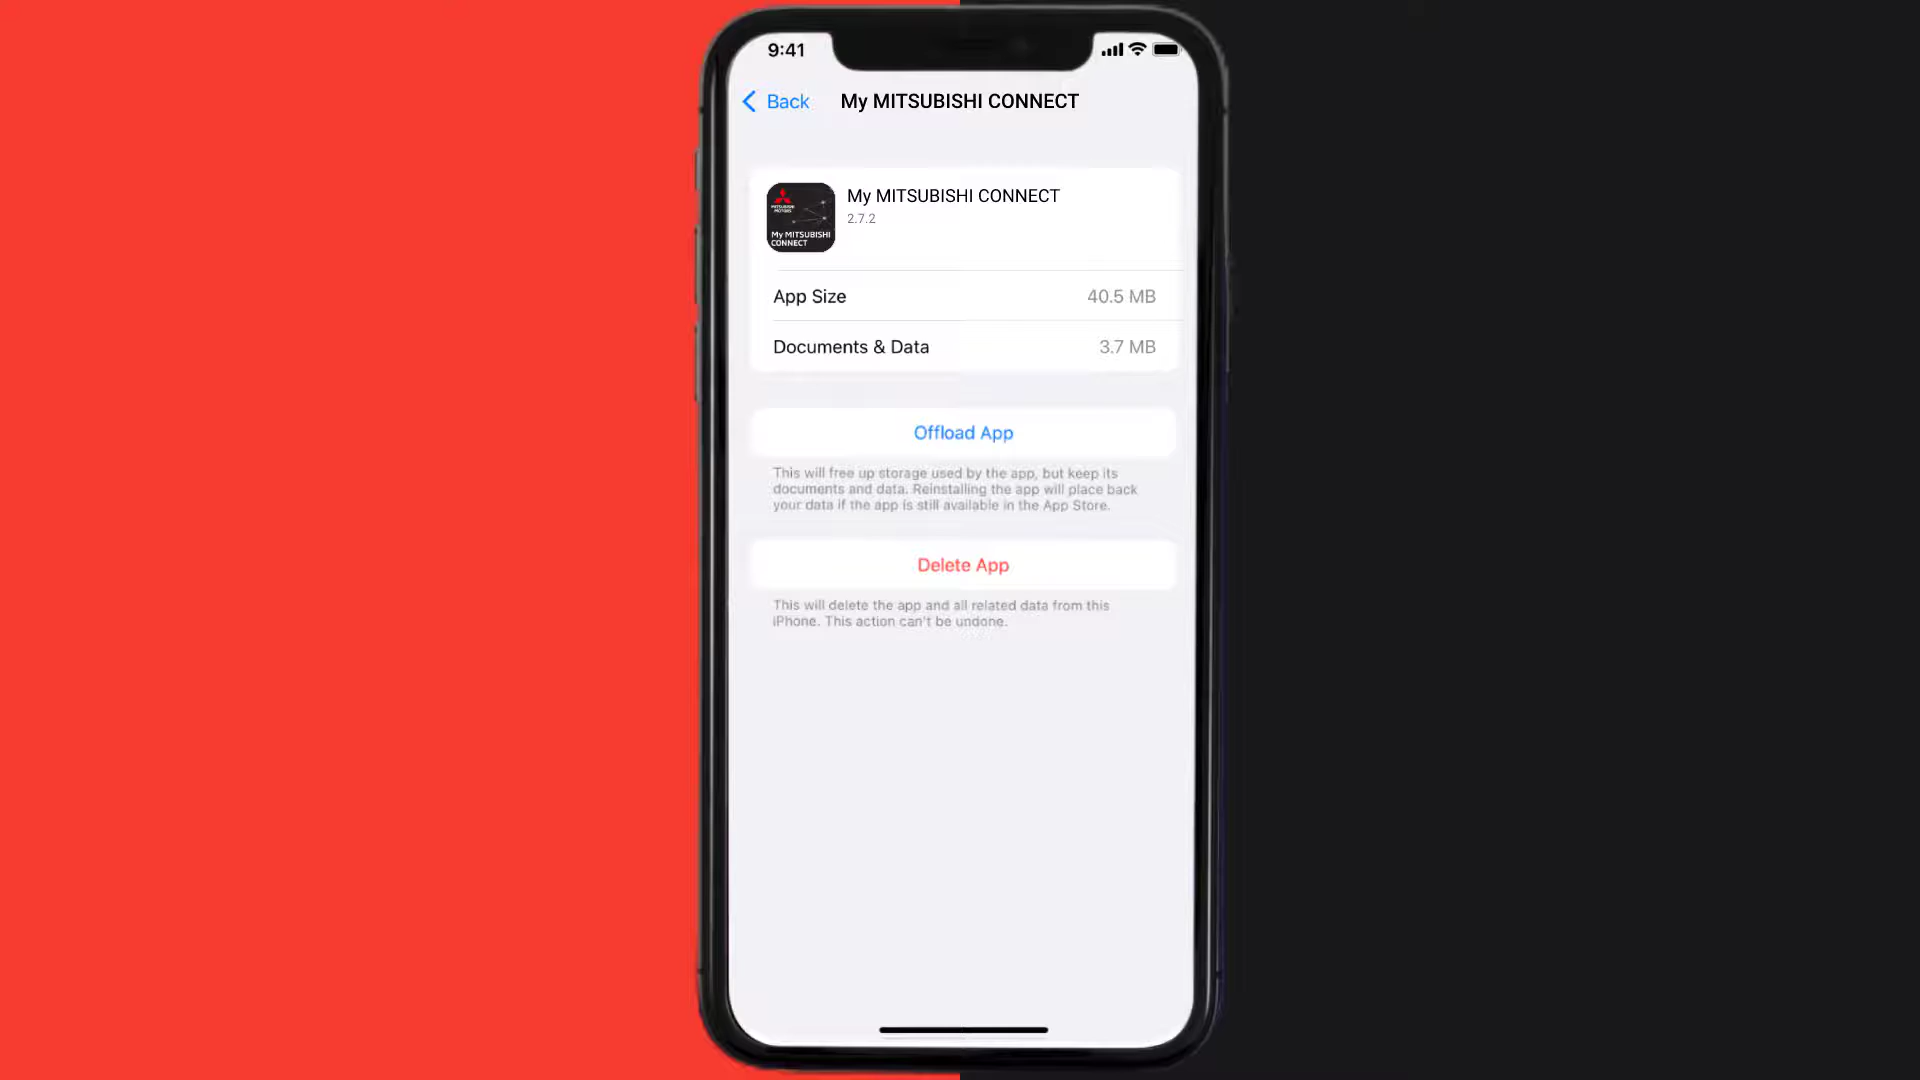 9:41
Back
My MITSUBISHI CONNECT
MITSUBISHI
MOTORS
My MITSUBISHI
CONNECT
My MITSUBISHI CONNECT
2.7.2
App Size
40.5 MB
Documents & Data
3.7 MB
Offload App
This will free up storage used by the app, but keep its
documents and data. Reinstalling the app will place back
your data if the app is still available in the App Store.
Delete App
This will delete the app and all related data from this
iPhone. This action can't be undone.